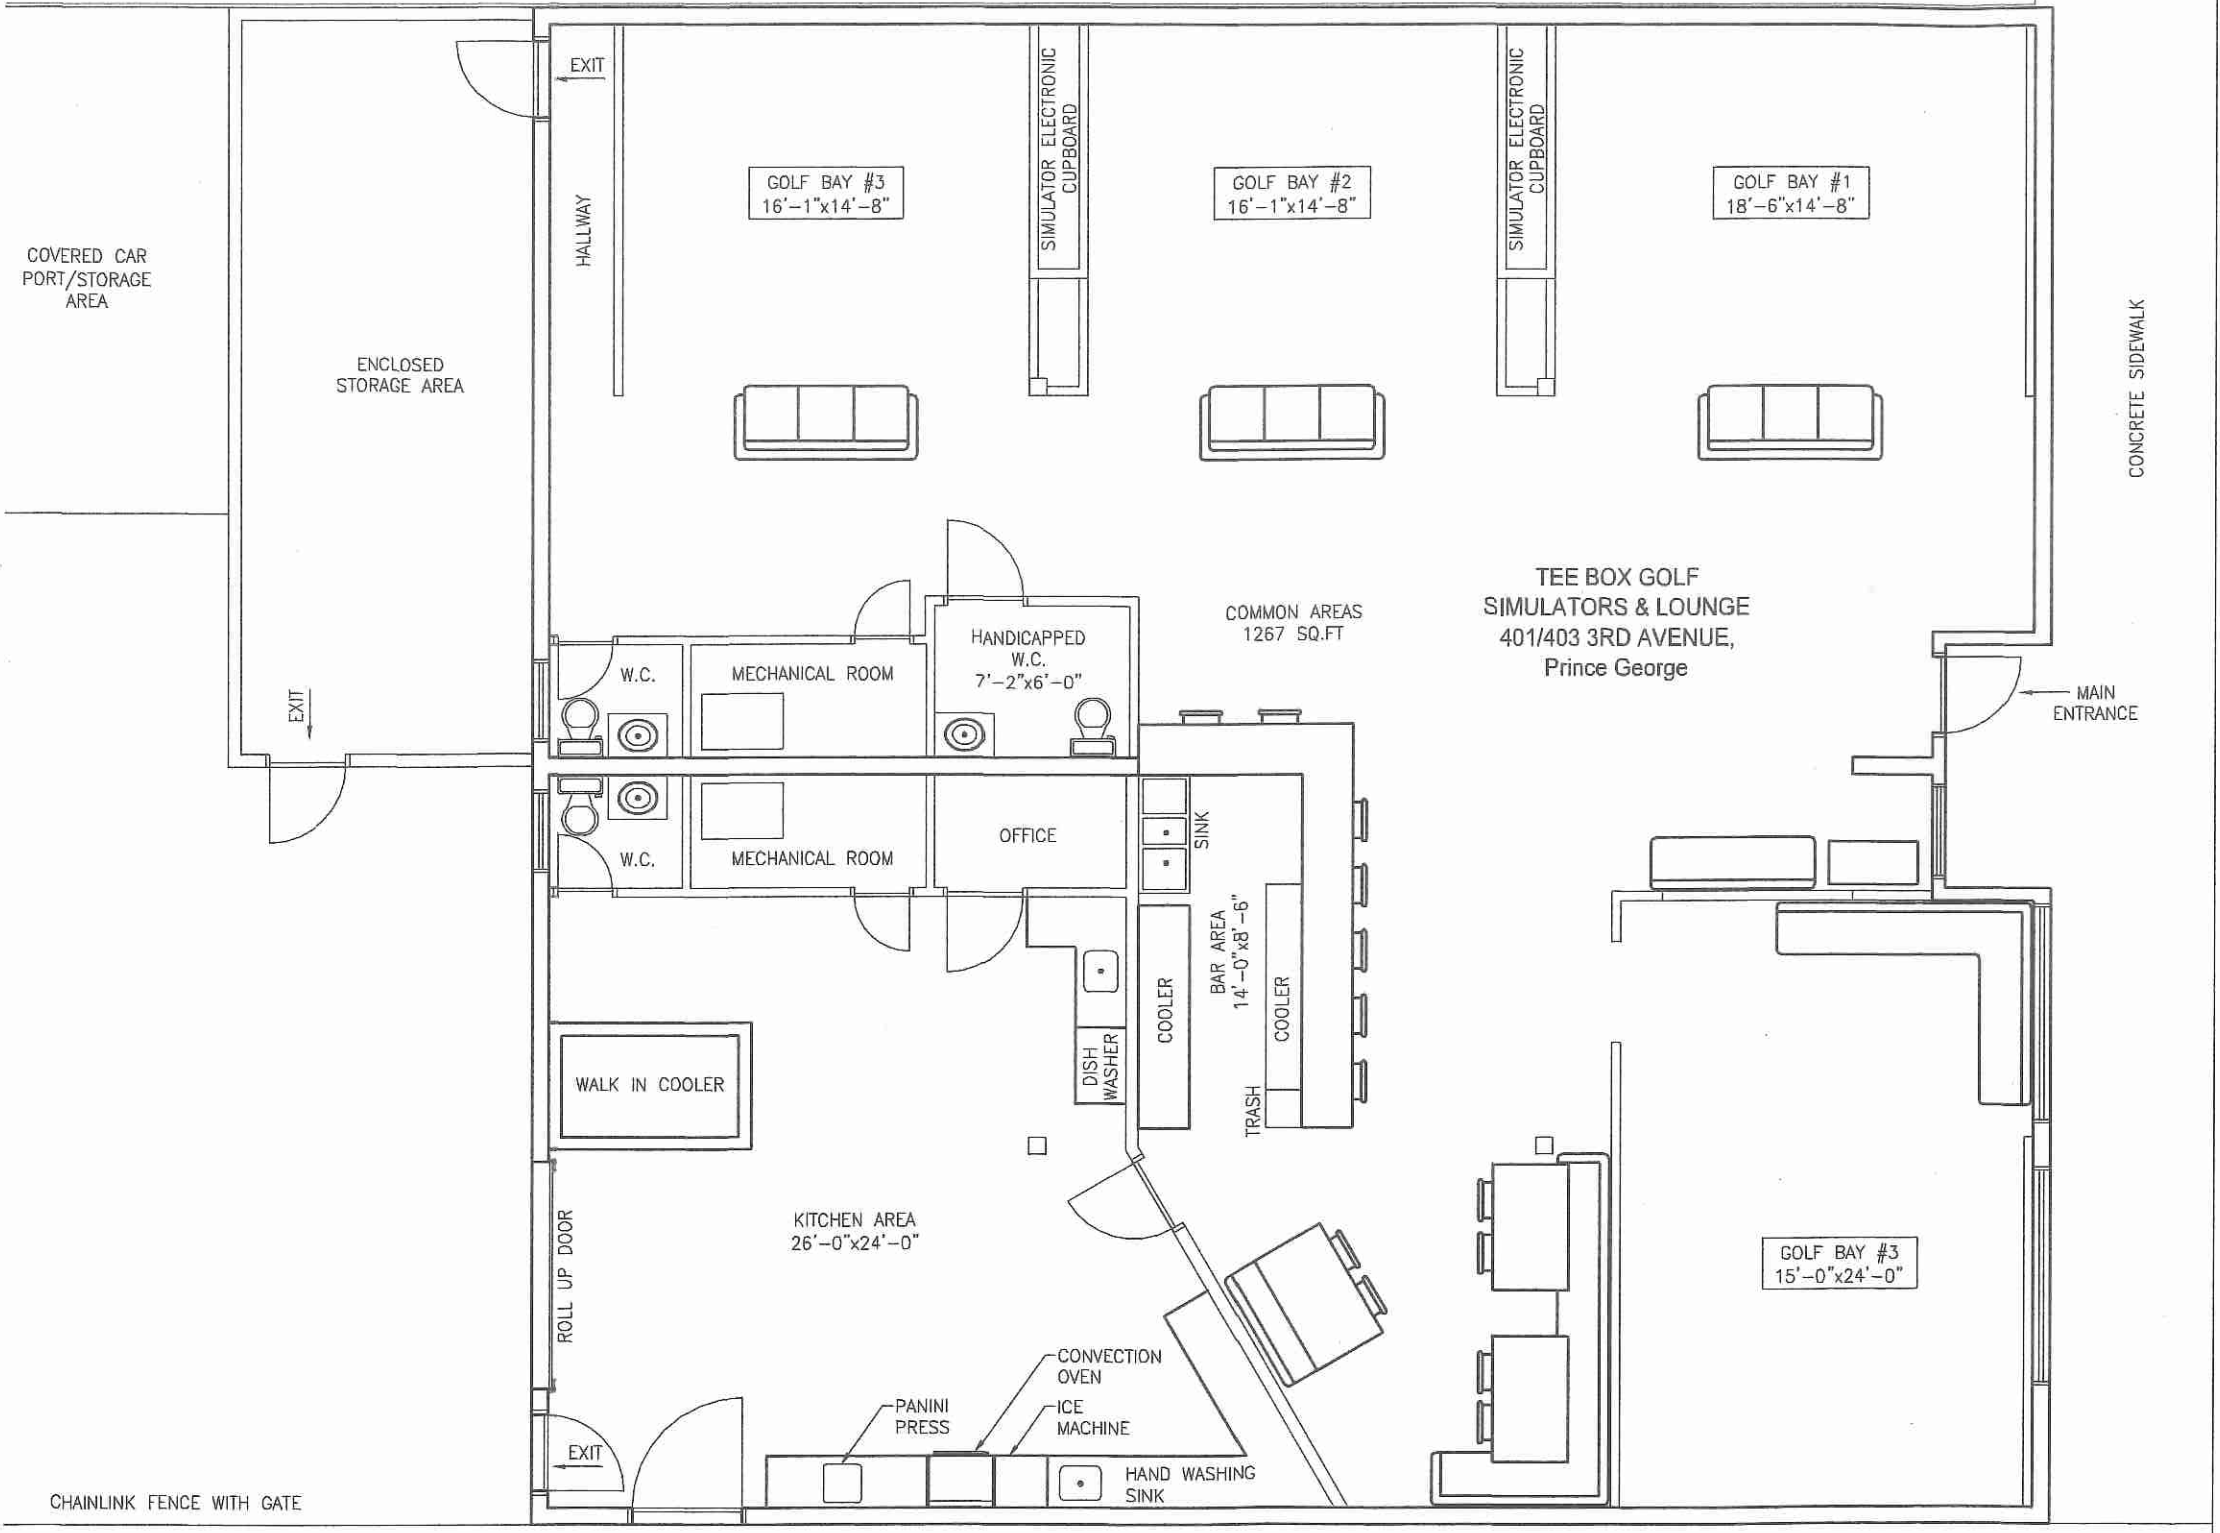 EXIT
HALLWAY
SIMULATOR ELECTRONIC
CUPBOARD
SIMULATOR ELECTRONIC
CUPBOARD
GOLF BAY #3
16'-1"x14'-8"
GOLF BAY #2
16'-1"x14'-8"
GOLF BAY #1
18'-6"x14'-8"
COVERED CAR
PORT/STORAGE
AREA
ENCLOSED
STORAGE AREA
CONCRETE SIDEWALK
TEE BOX GOLF
SIMULATORS & LOUNGE
401/403 3RD AVENUE,
Prince George
COMMON AREAS
1267 SQ.FT
HANDICAPPED
W.C.
7'-2"x6'-0"
W.C.
MECHANICAL ROOM
EXIT
MAIN
ENTRANCE
W.C.
MECHANICAL ROOM
OFFICE
SINK
BAR AREA
14'-0"x8'-6"
COOLER
COOLER
TRASH
DISH
WASHER
WALK IN COOLER
KITCHEN AREA
26'-0"x24'-0"
ROLL UP DOOR
GOLF BAY #3
15'-0"x24'-0"
CONVECTION
OVEN
PANINI
PRESS
ICE
MACHINE
EXIT
HAND WASHING
SINK
CHAINLINK FENCE WITH GATE